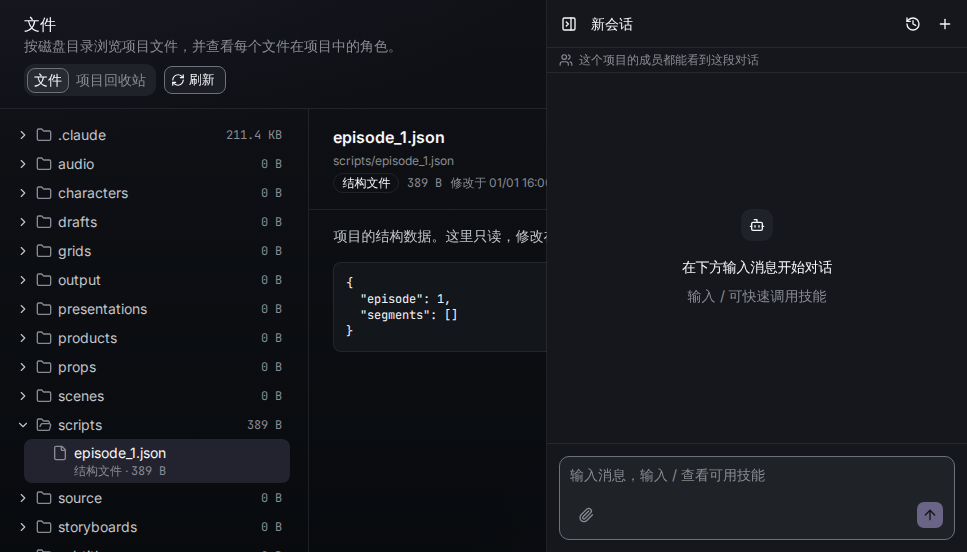 文件
按磁盘目录浏览项目文件，并查看每个文件在项目中的角色。
文件 项目回收站 刷新
.claude 211.4 KB
audio 0 B
characters 0 B
drafts 0 B
grids 0 B
output 0 B
presentations 0 B
products 0 B
props 0 B
scenes 0 B
scripts 389 B
episode_1.json
结构文件 · 389 B
source 0 B
storyboards 0 B
episode_1.json
scripts/episode_1.json
结构文件 389 B 修改于 01/01 16:00
项目的结构数据。这里只读，修改
{
"episode": 1,
"segments": []
}
新会话
这个项目的成员都能看到这段对话
在下方输入消息开始对话
输入 / 可快速调用技能
输入消息，输入 / 查看可用技能